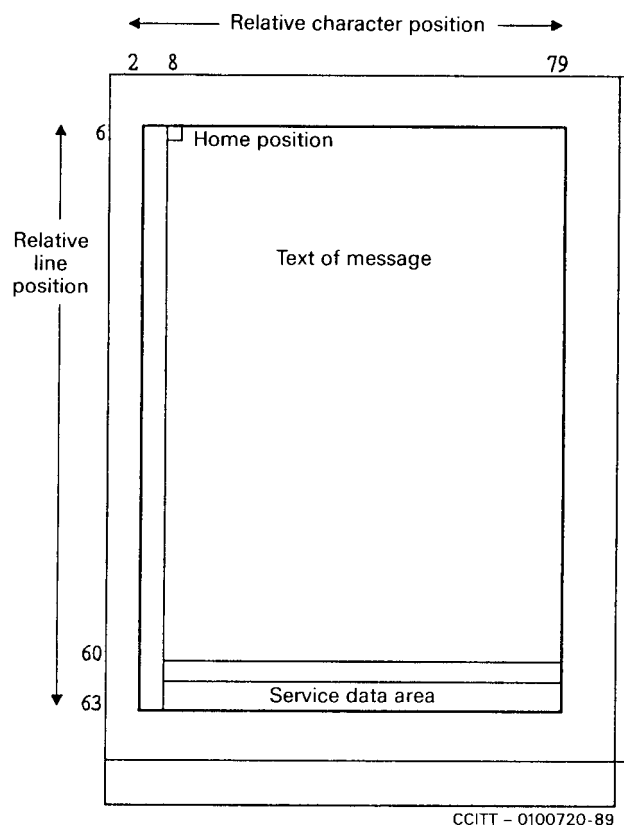 Relative character position
2 8 79
6
Home position
Relative
line
position
Text of message
60
63
Service data area
CCITT – 0100720-89